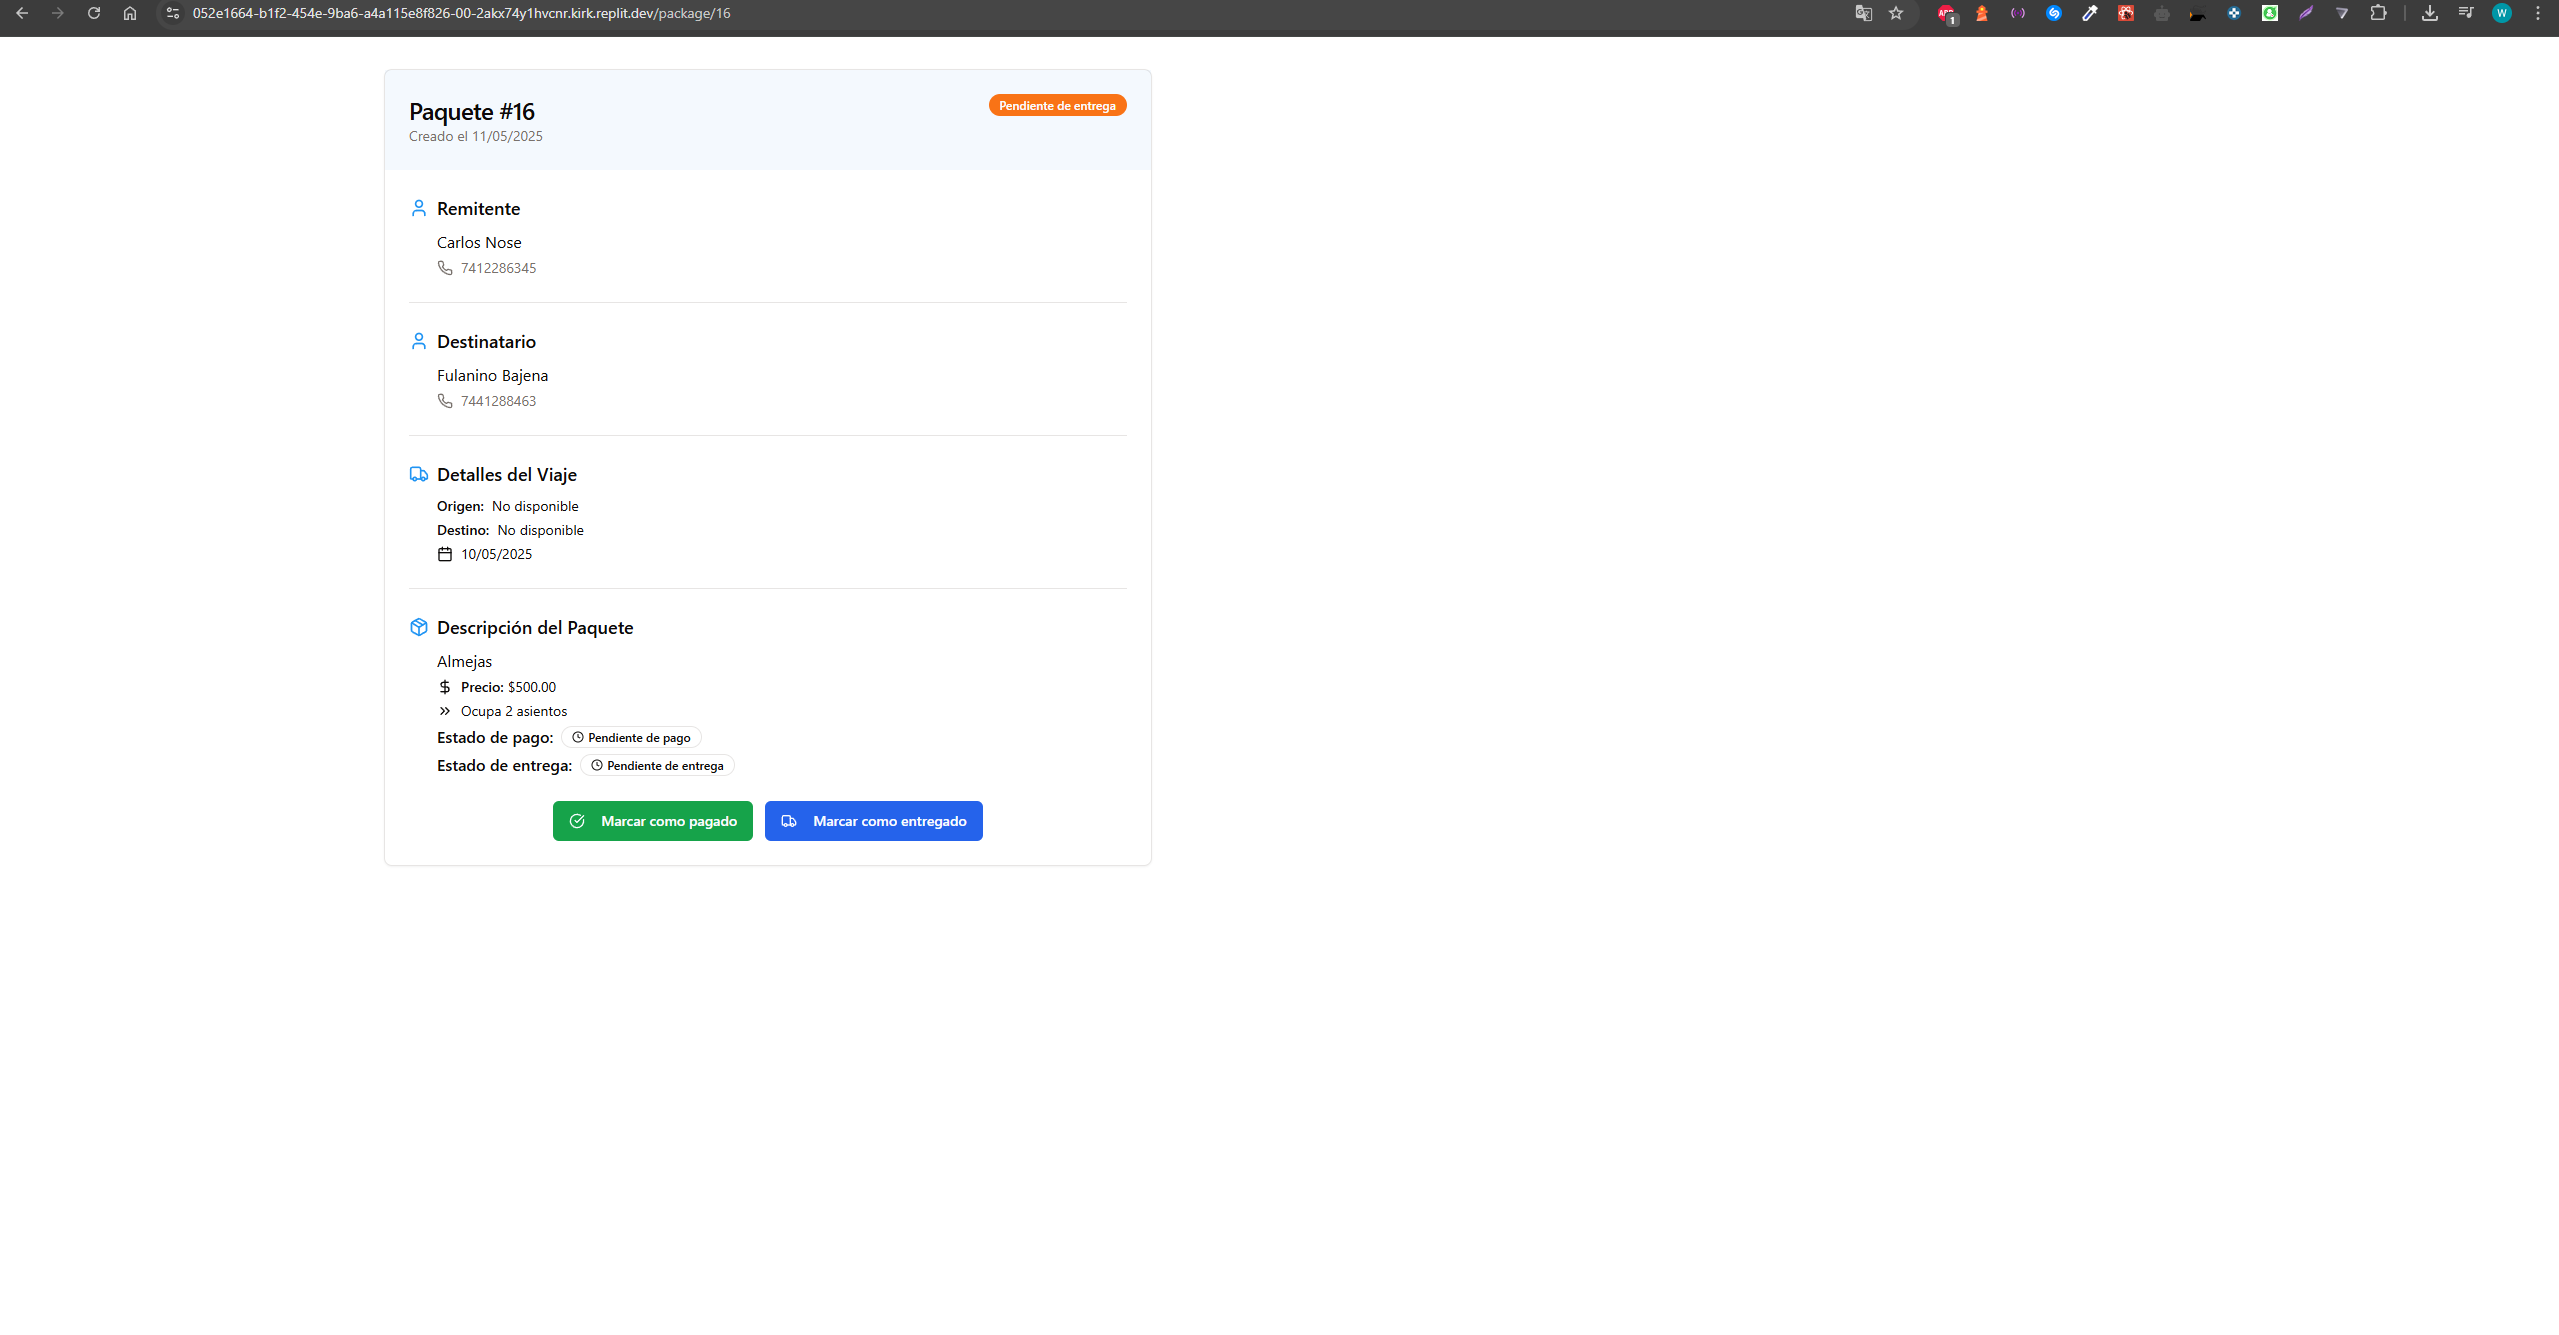 052e1664-b1f2-454e-9ba6-a4a115e8f826-00-2akx74y1hvcnr.kirk.replit.dev/package/16
1
W
Paquete #16
Pendiente de entrega
Creado el 11/05/2025
Remitente
Carlos Nose
7412286345
Destinatario
Fulanino Bajena
7441288463
Detalles del Viaje
Origen: No disponible
Destino: No disponible
10/05/2025
Descripción del Paquete
Almejas
Precio: $500.00
Ocupa 2 asientos
Estado de pago: Pendiente de pago
Estado de entrega: Pendiente de entrega
Marcar como pagado
Marcar como entregado